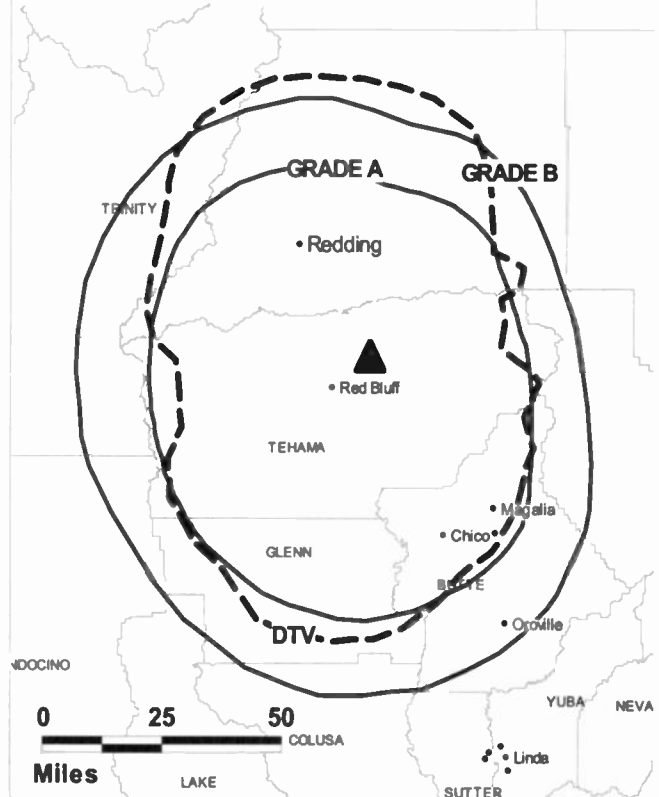 GRADE A
GRADE B
TRINITY
Redding
Red Bluff
TEHAMA
Magalia
Chico
GLENN
BUTTE
Oroville
DTV
NDOCINO
0 25 50
Miles
COLUSA
YUBA
NEVA
Linda
LAKE
SUTTER